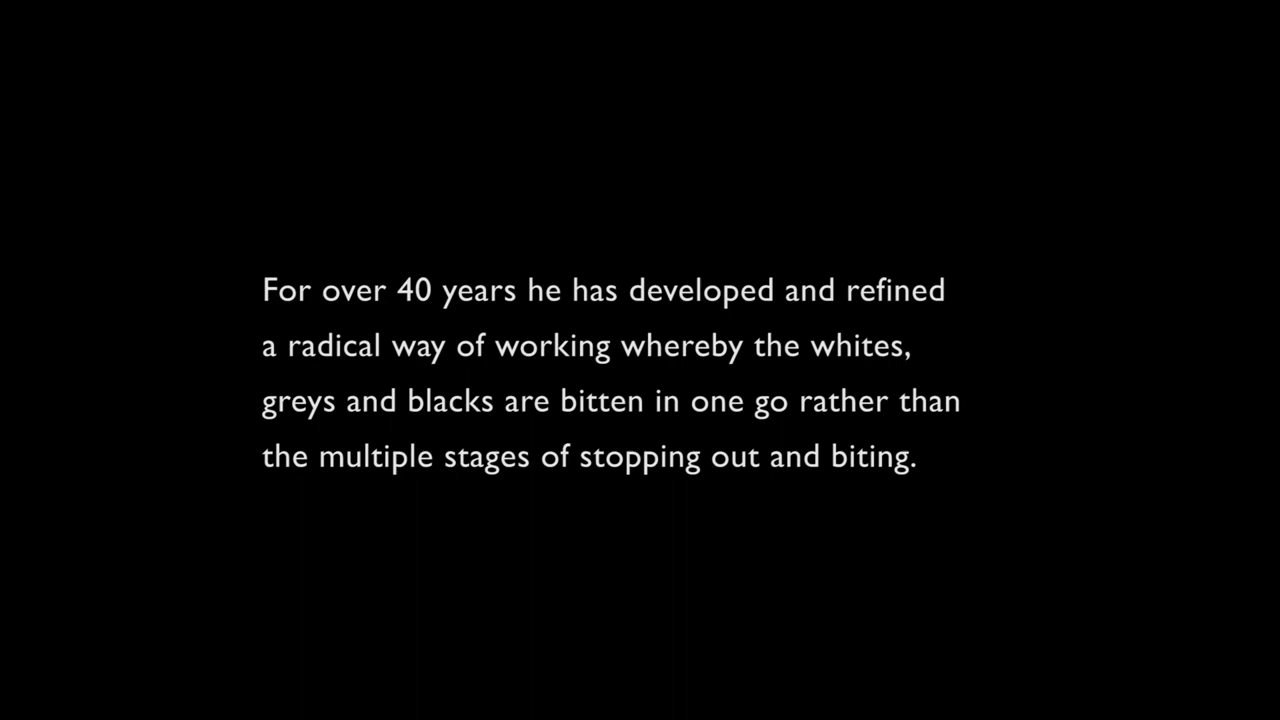 For over 40 years he has developed and refined
a radical way of working whereby the whites,
greys and blacks are bitten in one go rather than
the multiple stages of stopping out and biting.